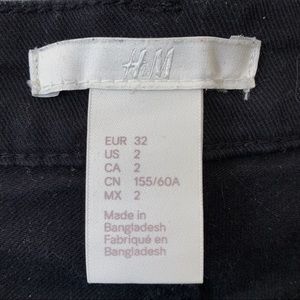 H&M
EUR 32
US 2
CA 2
CN 155/60A
MX 2
Made in
Bangladesh
Fabriqué en
Bangladesh